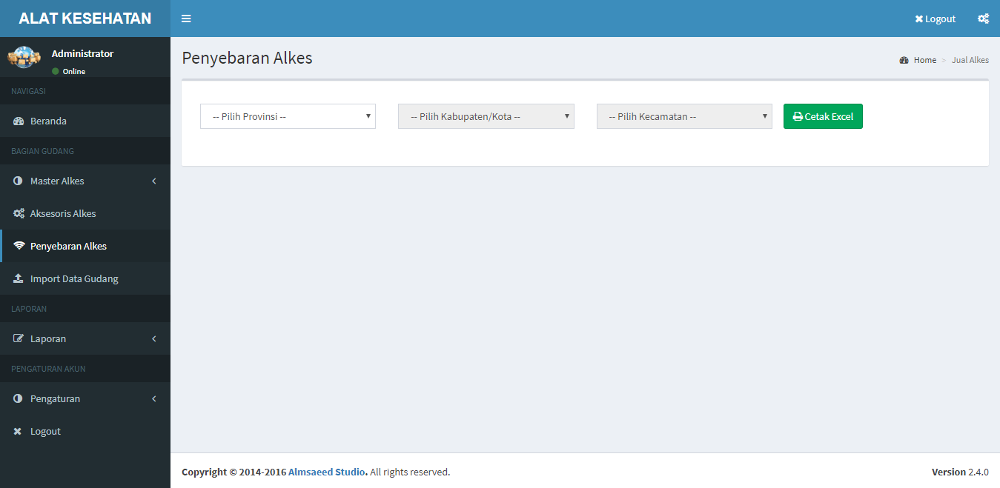 ALAT KESEHATAN
Logout
Administrator
Online
NAVIGASI
Beranda
BAGIAN GUDANG
Master Alkes
Aksesoris Alkes
Penyebaran Alkes
Import Data Gudang
LAPORAN
Laporan
PENGATURAN AKUN
Pengaturan
Logout
Penyebaran Alkes
Home > Jual Alkes
-- Pilih Provinsi --
-- Pilih Kabupaten/Kota --
-- Pilih Kecamatan --
Cetak Excel
Copyright © 2014-2016 Almsaeed Studio. All rights reserved.
Version 2.4.0